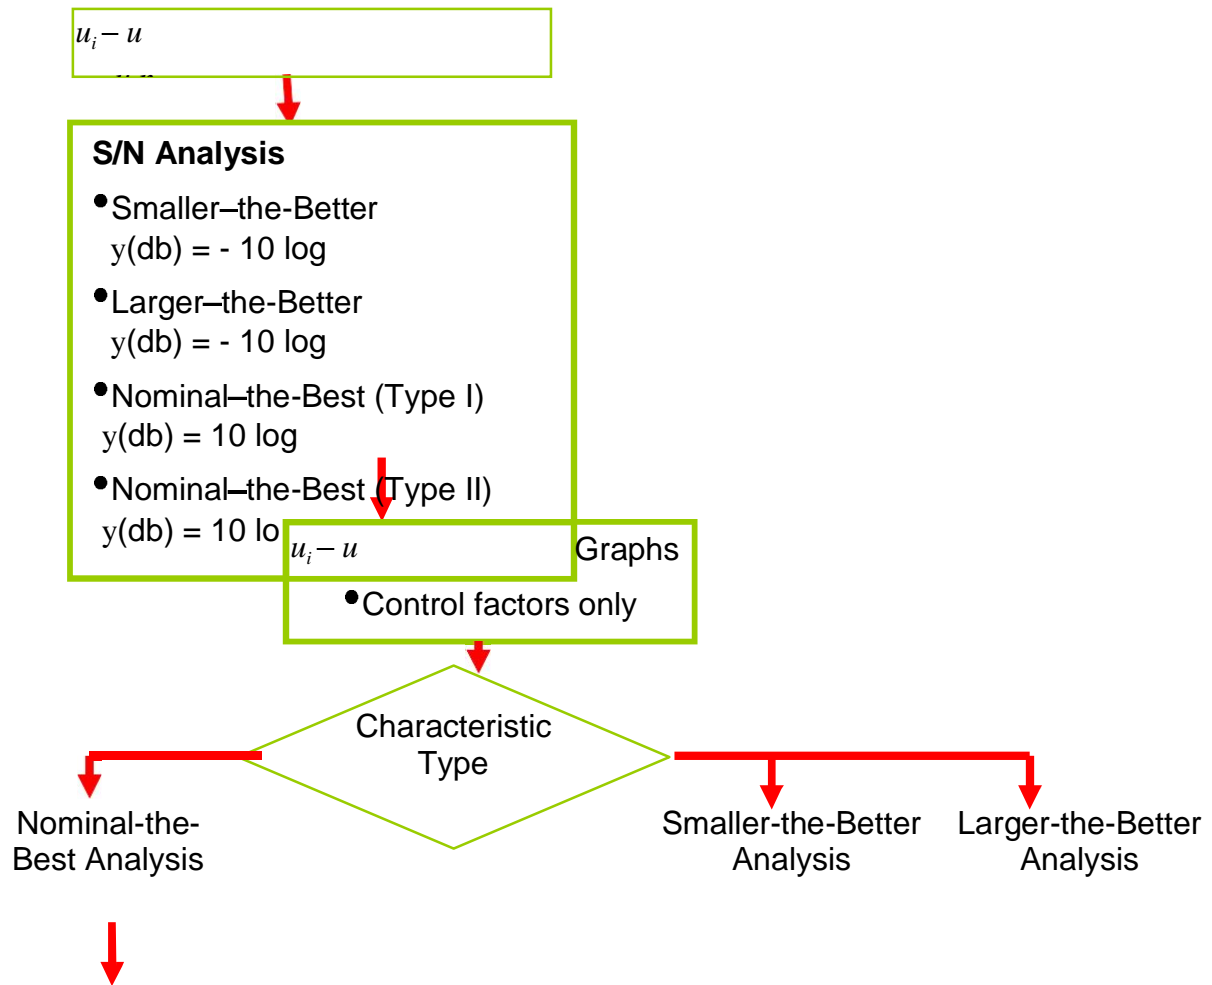 uᵢ – u
S/N Analysis
•Smaller–the-Better
y(db) = - 10 log
•Larger–the-Better
y(db) = - 10 log
•Nominal–the-Best (Type I)
y(db) = 10 log
•Nominal–the-Best (Type II)
y(db) = 10 lo
uᵢ – u Graphs
•Control factors only
Characteristic
Type
Nominal-the-
Best Analysis
Smaller-the-Better
Analysis
Larger-the-Better
Analysis